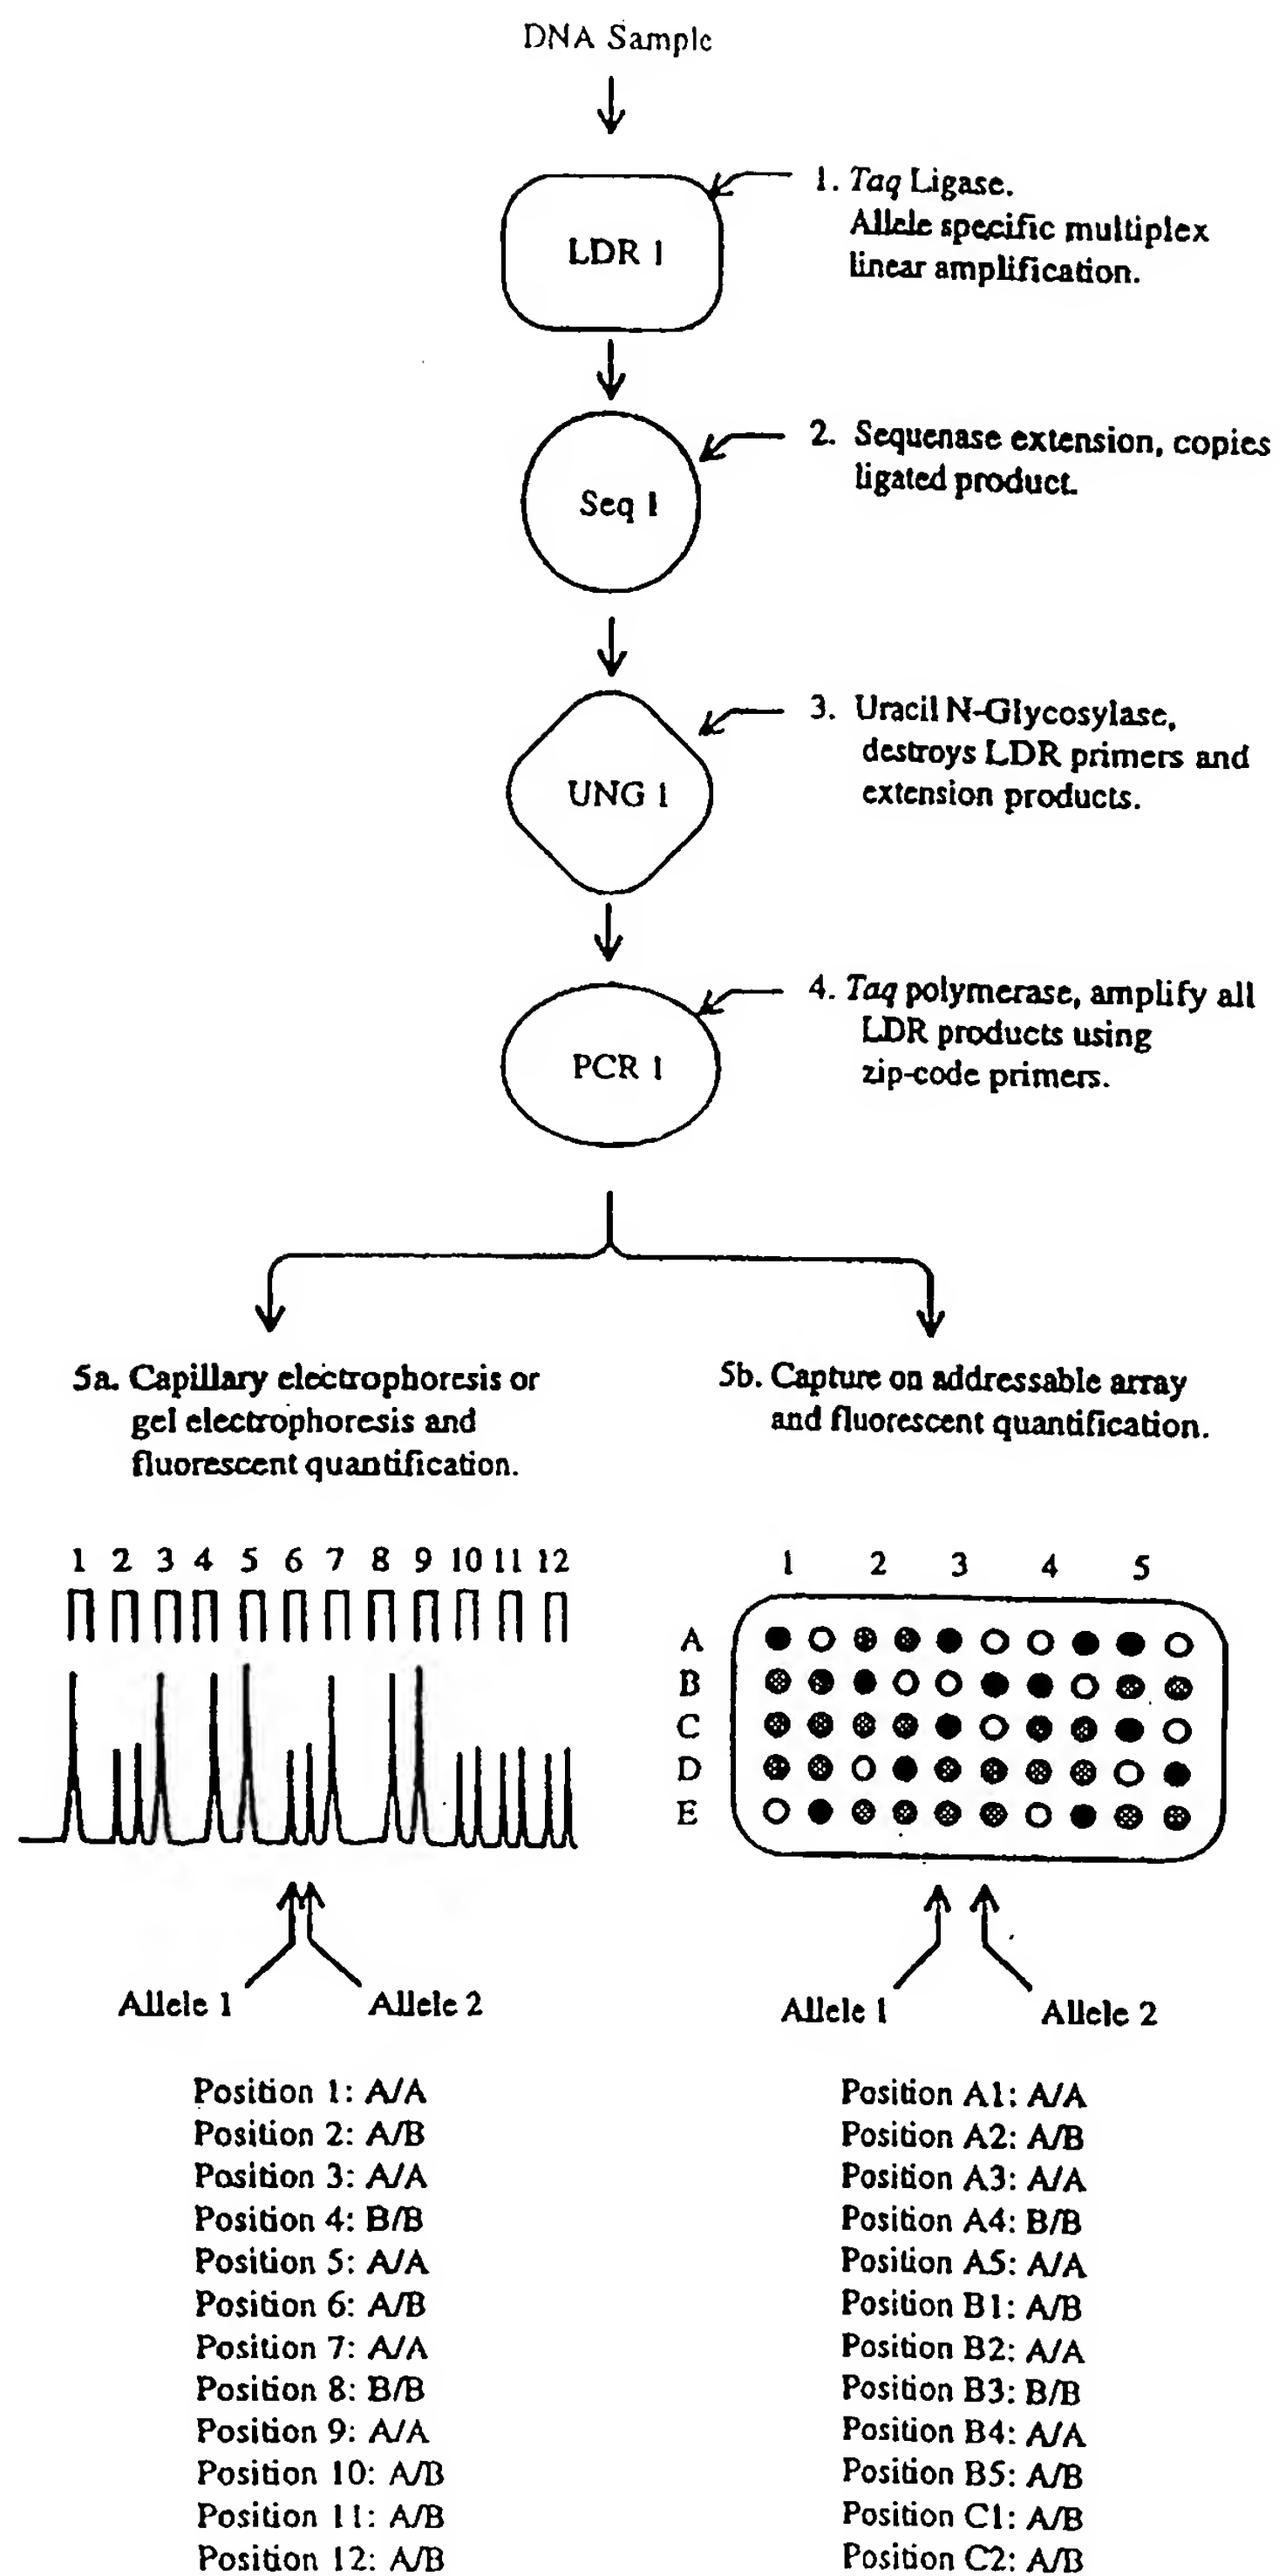 DNA Sample
LDR 1
1. Taq Ligase.
Allele specific multiplex
linear amplification.
Seq 1
2. Sequenase extension, copies
ligated product.
UNG 1
3. Uracil N-Glycosylase,
destroys LDR primers and
extension products.
PCR 1
4. Taq polymerase, amplify all
LDR products using
zip-code primers.
5a. Capillary electrophoresis or
gel electrophoresis and
fluorescent quantification.
5b. Capture on addressable array
and fluorescent quantification.
1 2 3 4 5 6 7 8 9 10 11 12
1 2 3 4 5
A
B
C
D
E
Allele 1 Allele 2
Allele 1 Allele 2
Position 1: A/A
Position 2: A/B
Position 3: A/A
Position 4: B/B
Position 5: A/A
Position 6: A/B
Position 7: A/A
Position 8: B/B
Position 9: A/A
Position 10: A/B
Position 11: A/B
Position 12: A/B
Position A1: A/A
Position A2: A/B
Position A3: A/A
Position A4: B/B
Position A5: A/A
Position B1: A/B
Position B2: A/A
Position B3: B/B
Position B4: A/A
Position B5: A/B
Position C1: A/B
Position C2: A/B